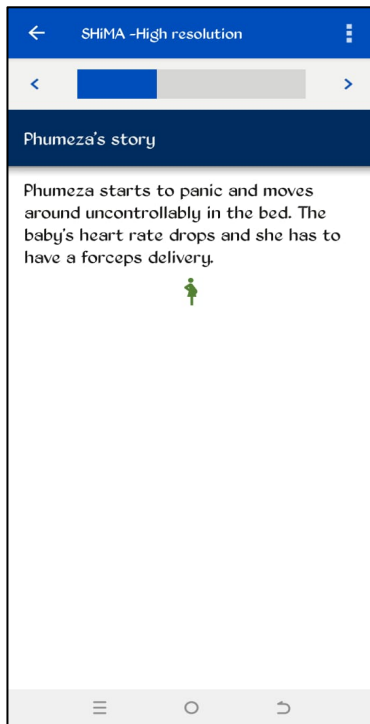 SHiMA -High resolution
Phumeza's story
Phumeza starts to panic and moves
around uncontrollably in the bed. The
baby's heart rate drops and she has to
have a forceps delivery.